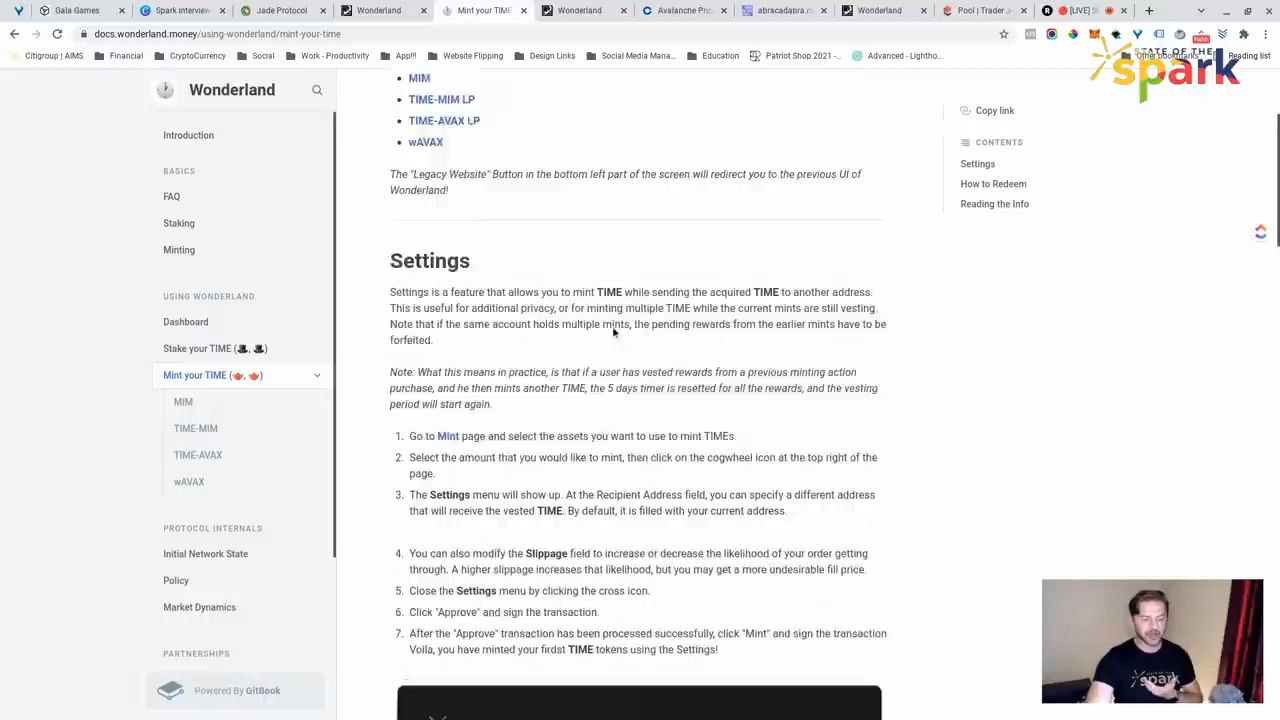 Gala Games
Spark interview
Jade Protocol
Wonderland
Mint your TIME
Wonderland
Avalanche Pric
abracadabra.m
Wonderland
Pool | Trader J
[LIVE] S
docs.wonderland.money/using-wonderland/mint-your-time
Citigroup | AIMS
Financial
CryptoCurrency
Social
Work - Productivity
And, Buff!!
Website Flipping
Design Links
Social Media Mana...
Education
Patriot Shop 2021 -...
Advanced - Lightho...
Other bookmarks
Reading list
STATE OF THE
spark
Wonderland
Introduction
BASICS
FAQ
Staking
Minting
USING WONDERLAND
Dashboard
Stake your TIME (🎩, 🎩)
Mint your TIME (🫖, 🫖)
MIM
TIME-MIM
TIME-AVAX
wAVAX
PROTOCOL INTERNALS
Initial Network State
Policy
Market Dynamics
PARTNERSHIPS
Powered By GitBook
• MIM
• TIME-MIM LP
• TIME-AVAX LP
• wAVAX
The "Legacy Website" Button in the bottom left part of the screen will redirect you to the previous UI of
Wonderland!
Settings
Settings is a feature that allows you to mint TIME while sending the acquired TIME to another address.
This is useful for additional privacy, or for minting multiple TIME while the current mints are still vesting.
Note that if the same account holds multiple mints, the pending rewards from the earlier mints have to be
forfeited.
Note: What this means in practice, is that if a user has vested rewards from a previous minting action
purchase, and he then mints another TIME, the 5 days timer is resetted for all the rewards, and the vesting
period will start again.
1. Go to Mint page and select the assets you want to use to mint TIMEs.
2. Select the amount that you would like to mint, then click on the cogwheel icon at the top right of the
page.
3. The Settings menu will show up. At the Recipient Address field, you can specify a different address
that will receive the vested TIME. By default, it is filled with your current address.
4. You can also modify the Slippage field to increase or decrease the likelihood of your order getting
through. A higher slippage increases that likelihood, but you may get a more undesirable fill price.
5. Close the Settings menu by clicking the cross icon.
6. Click "Approve" and sign the transaction.
7. After the "Approve" transaction has been processed successfully, click "Mint" and sign the transaction
Voila, you have minted your firdst TIME tokens using the Settings!
Copy link
CONTENTS
Settings
How to Redeem
Reading the Info
spark